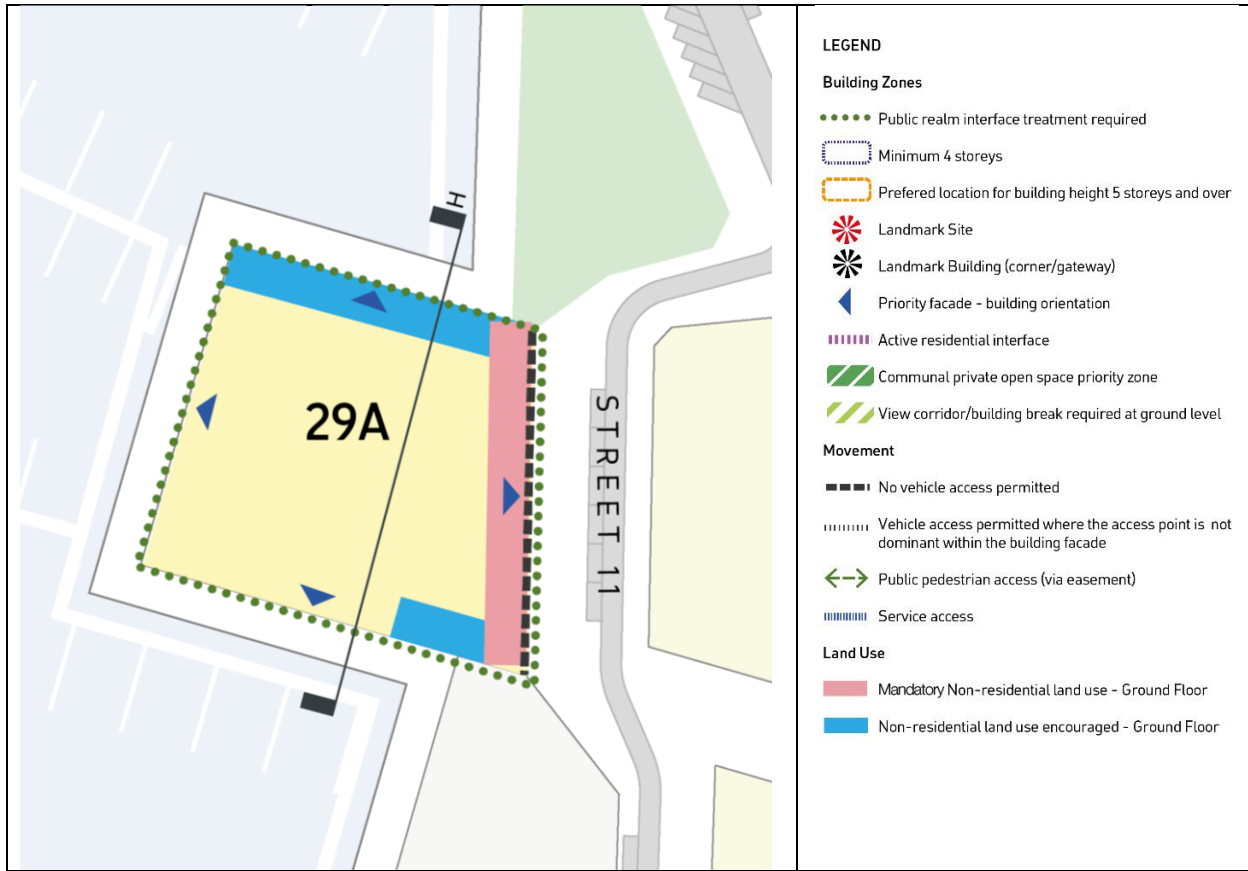 H
29A
STREET 11
LEGEND
Building Zones
Public realm interface treatment required
Minimum 4 storeys
Prefered location for building height 5 storeys and over
Landmark Site
Landmark Building (corner/gateway)
Priority facade - building orientation
Active residential interface
Communal private open space priority zone
View corridor/building break required at ground level
Movement
No vehicle access permitted
Vehicle access permitted where the access point is not
dominant within the building facade
Public pedestrian access (via easement)
Service access
Land Use
Mandatory Non-residential land use - Ground Floor
Non-residential land use encouraged - Ground Floor